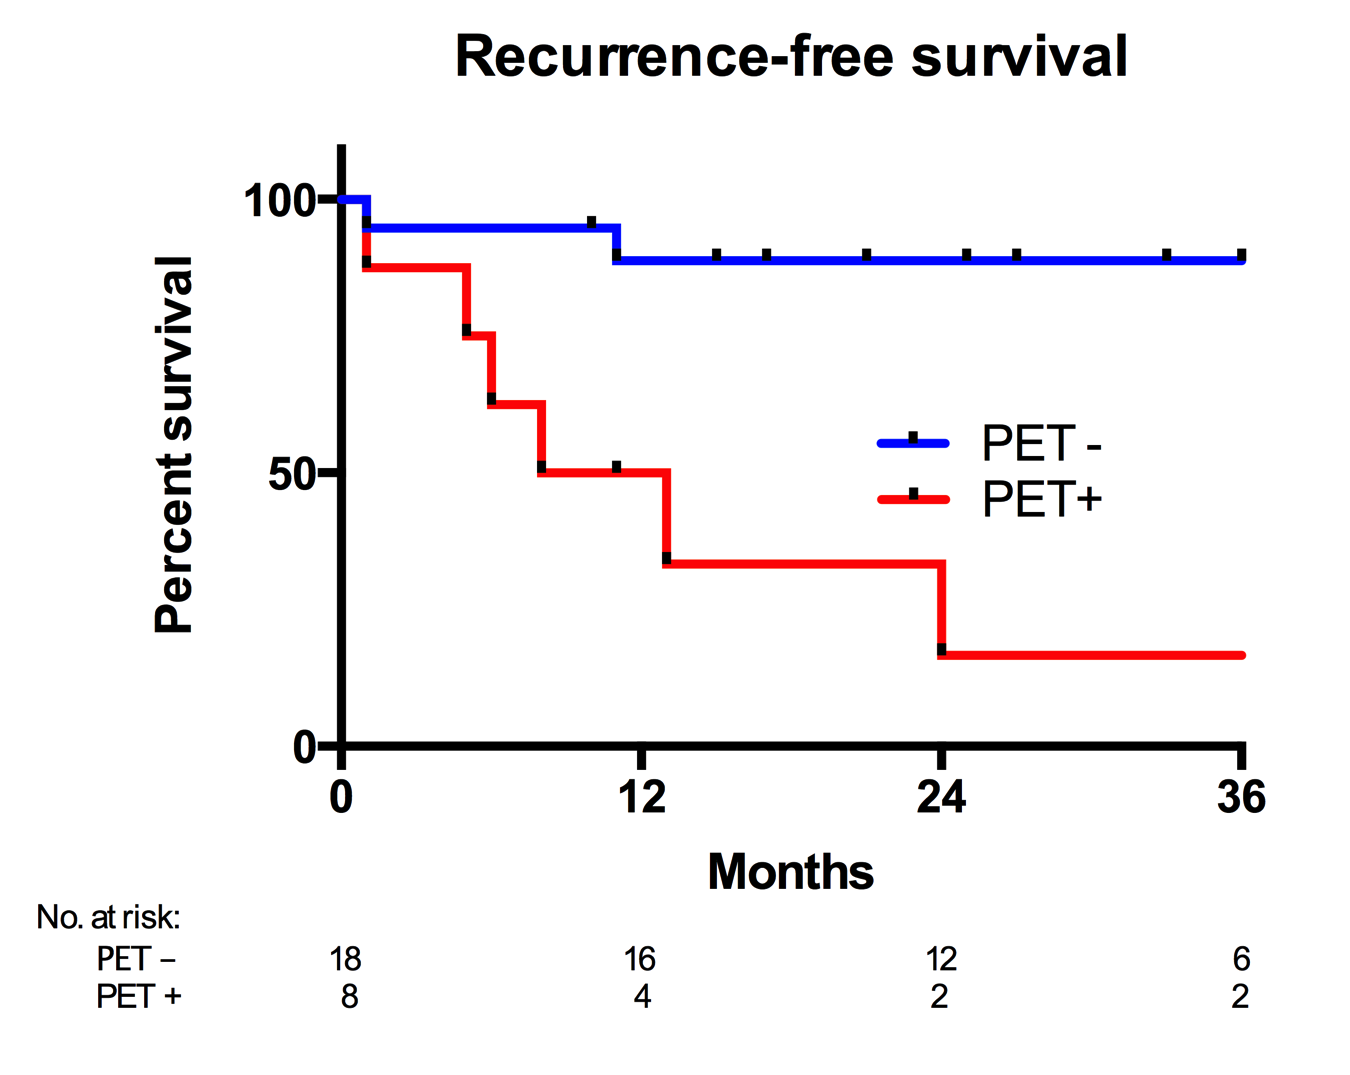 Recurrence-free survival
Percent survival
100
50
0
0 12 24 36
Months
PET -
PET+
No. at risk:
PET – 18 16 12 6
PET + 8 4 2 2